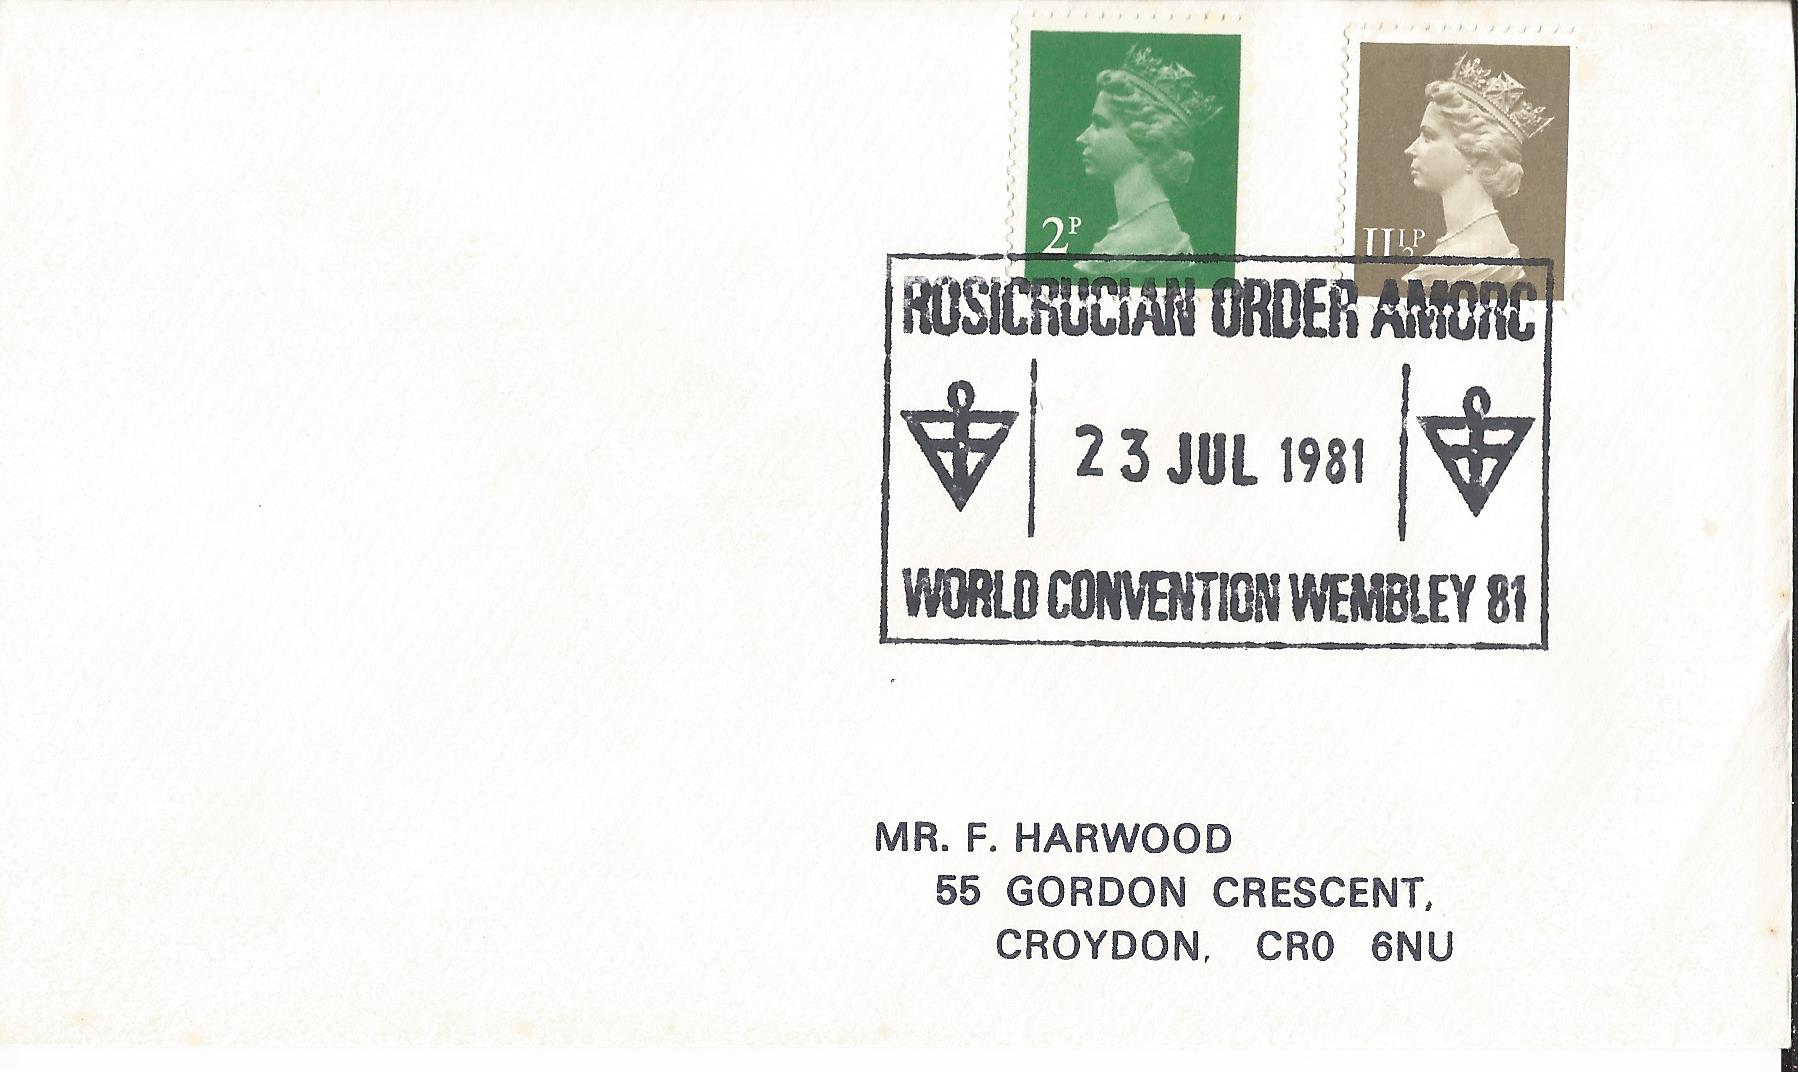 2P
11½P
ROSICRUCIAN ORDER AMORC
23 JUL 1981
WORLD CONVENTION WEMBLEY 81
MR. F. HARWOOD
55 GORDON CRESCENT,
CROYDON, CR0 6NU